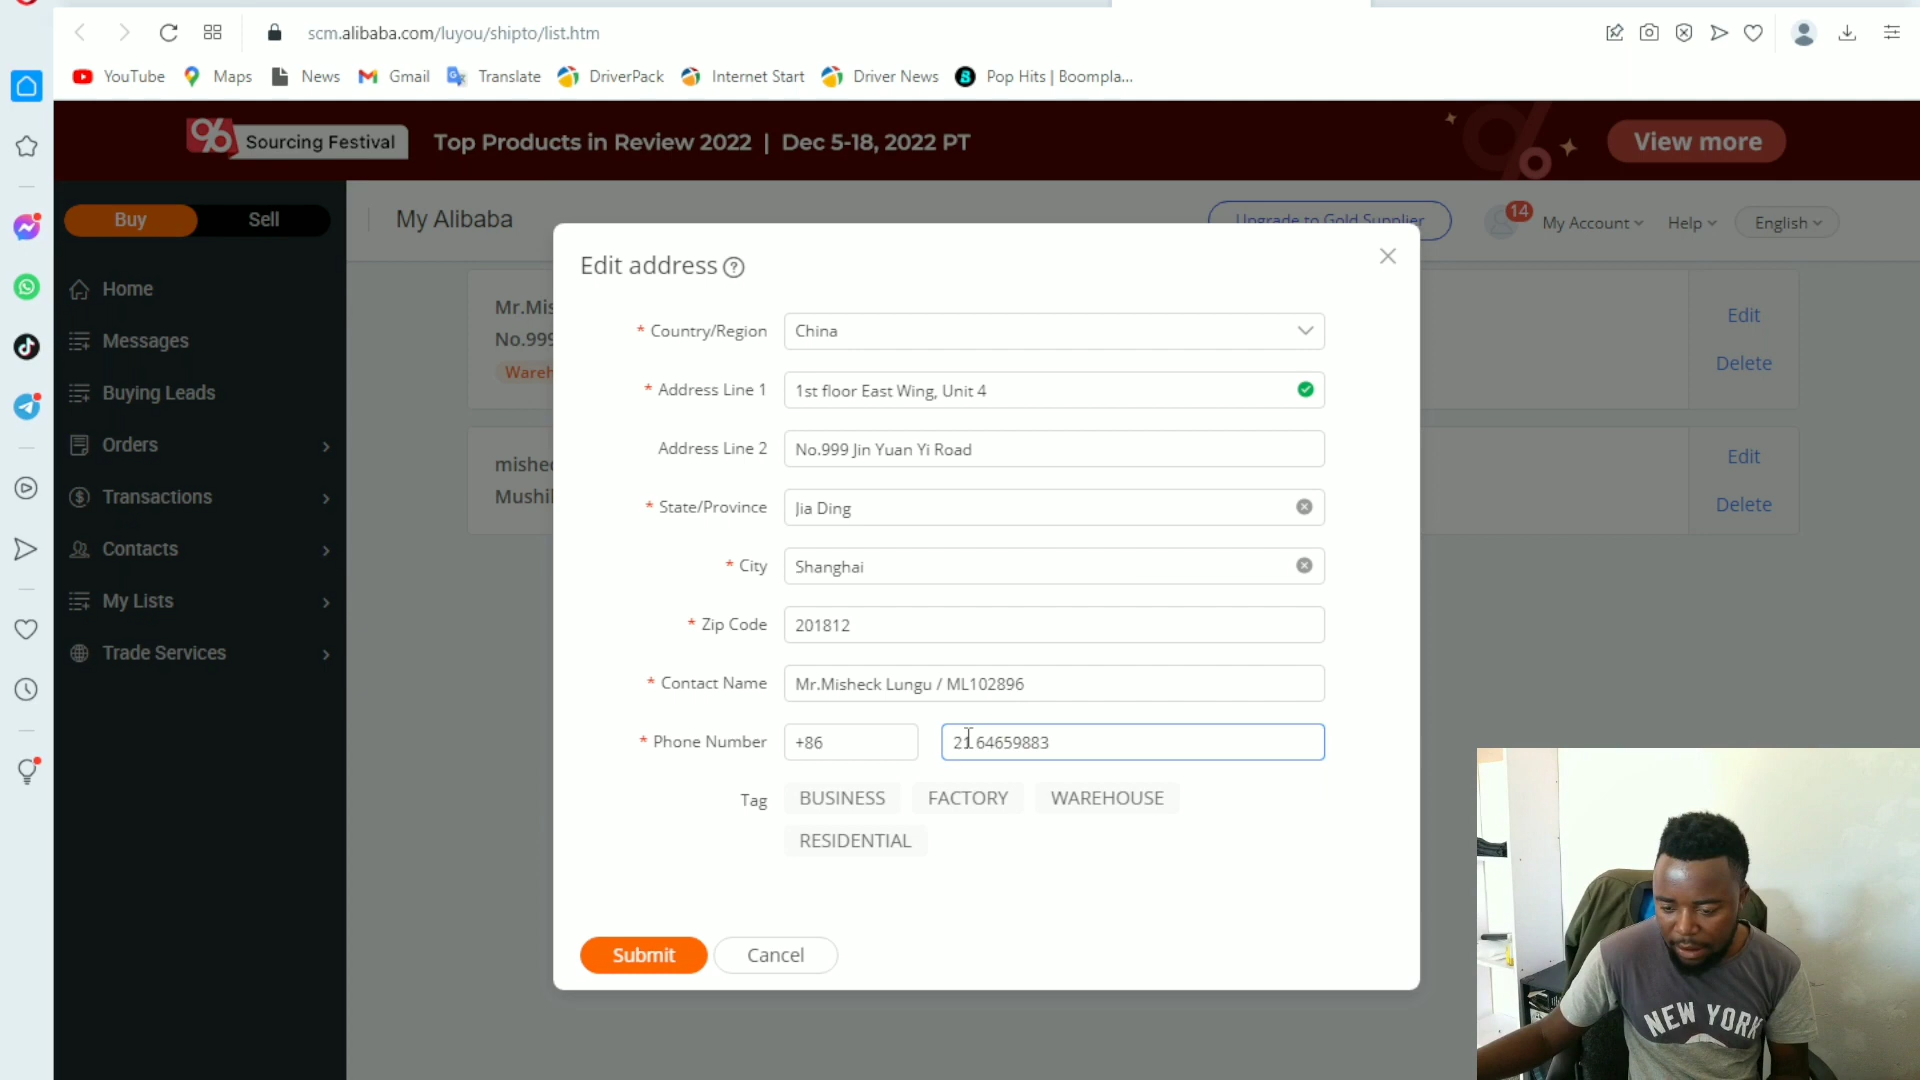 scm.alibaba.com/luyou/shipto/list.htm
YouTube Maps News Gmail Translate DriverPack Internet Start Driver News Pop Hits | Boompla...
Sourcing Festival Top Products in Review 2022 | Dec 5-18, 2022 PT View more
Buy Sell
My Alibaba
Upgrade to Gold Supplier
14
My Account
Help
English
Home
Messages
Buying Leads
Orders
Transactions
Contacts
My Lists
Trade Services
Mr.Mis
No.999
Wareh
Edit
Delete
mishe
Mushil
Edit
Delete
Edit address ?
* Country/Region China
* Address Line 1 1st floor East Wing, Unit 4
Address Line 2 No.999 Jin Yuan Yi Road
* State/Province Jia Ding
* City Shanghai
* Zip Code 201812
* Contact Name Mr.Misheck Lungu / ML102896
* Phone Number +86 2164659883
Tag BUSINESS FACTORY WAREHOUSE
RESIDENTIAL
Submit Cancel
NEW YORK